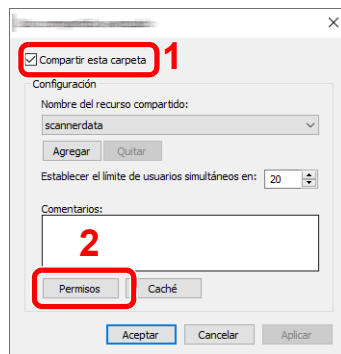 Compartir esta carpeta 1
Configuración
Nombre del recurso compartido:
scannerdata
Agregar Quitar
Establecer el límite de usuarios simultáneos en: 20
Comentarios:
2
Permisos Caché
Aceptar Cancelar Aplicar